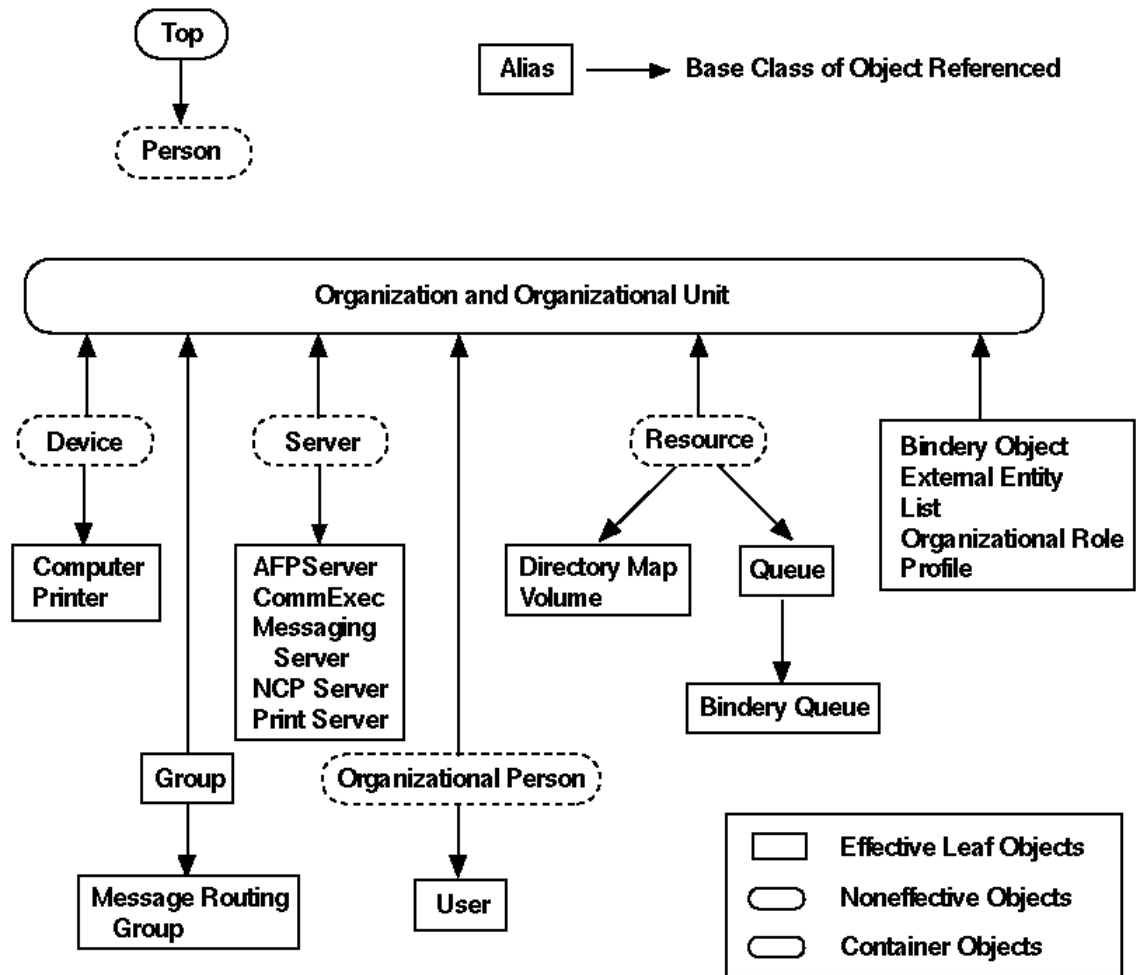 Top
Alias
Base Class of Object Referenced
Person
Organization and Organizational Unit
Device
Server
Resource
Bindery Object
External Entity
List
Organizational Role
Profile
Computer
Printer
AFPServer
CommExec
Messaging
Server
NCP Server
Print Server
Directory Map
Volume
Queue
Bindery Queue
Group
Organizational Person
Message Routing
Group
User
Effective Leaf Objects
Noneffective Objects
Container Objects